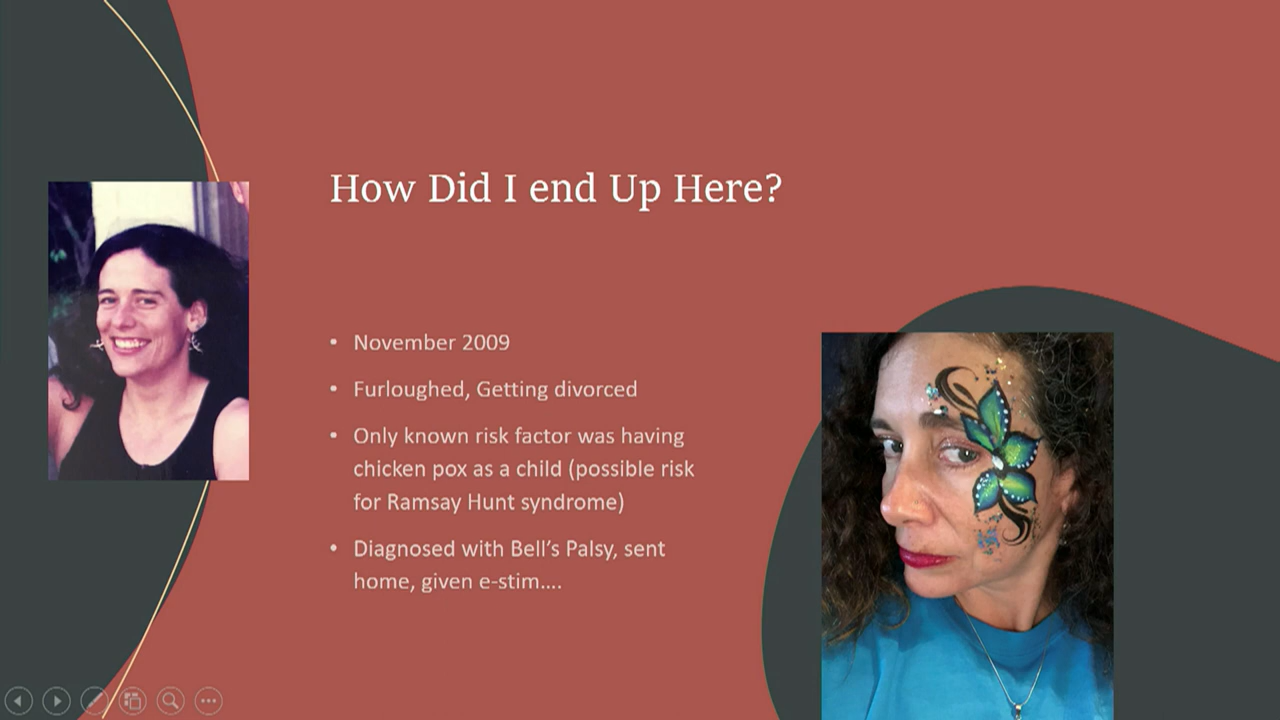 How Did I end Up Here?
• November 2009
• Furloughed, Getting divorced
• Only known risk factor was having
chicken pox as a child (possible risk
for Ramsay Hunt syndrome)
• Diagnosed with Bell’s Palsy, sent
home, given e-stim....